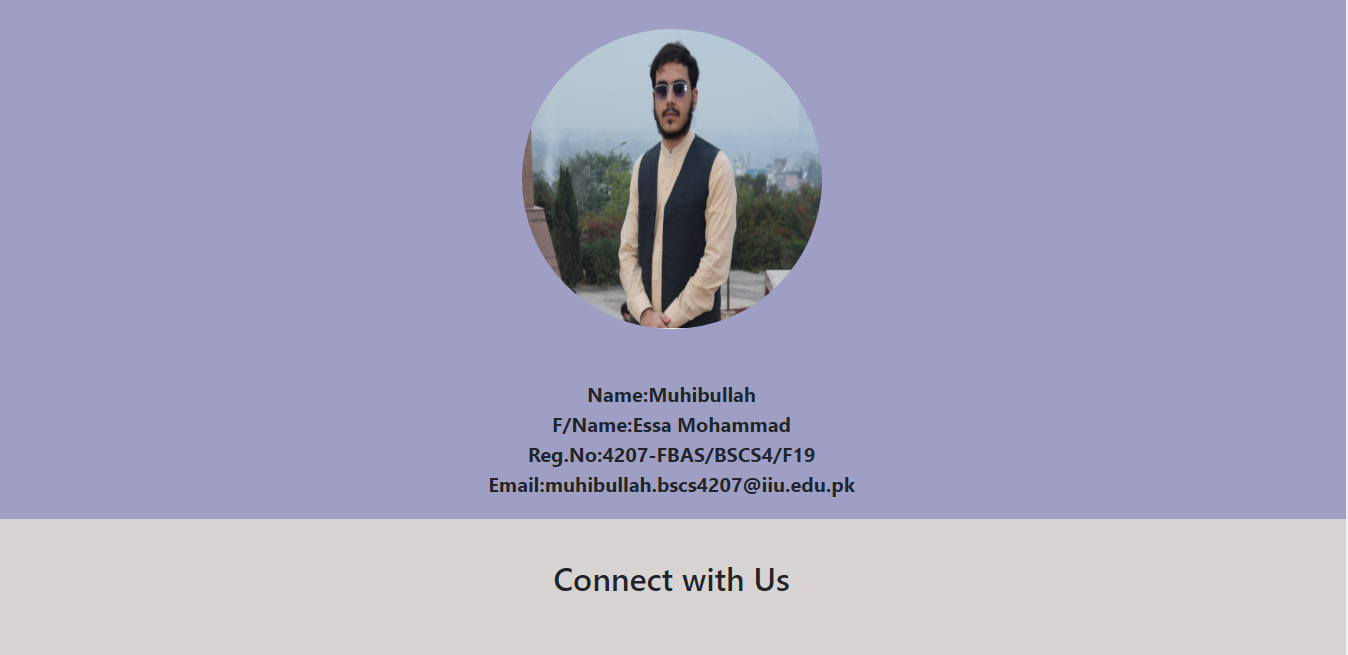 Name:Muhibullah
F/Name:Essa Mohammad
Reg.No:4207-FBAS/BSCS4/F19
Email:muhibullah.bscs4207@iiu.edu.pk
Connect with Us